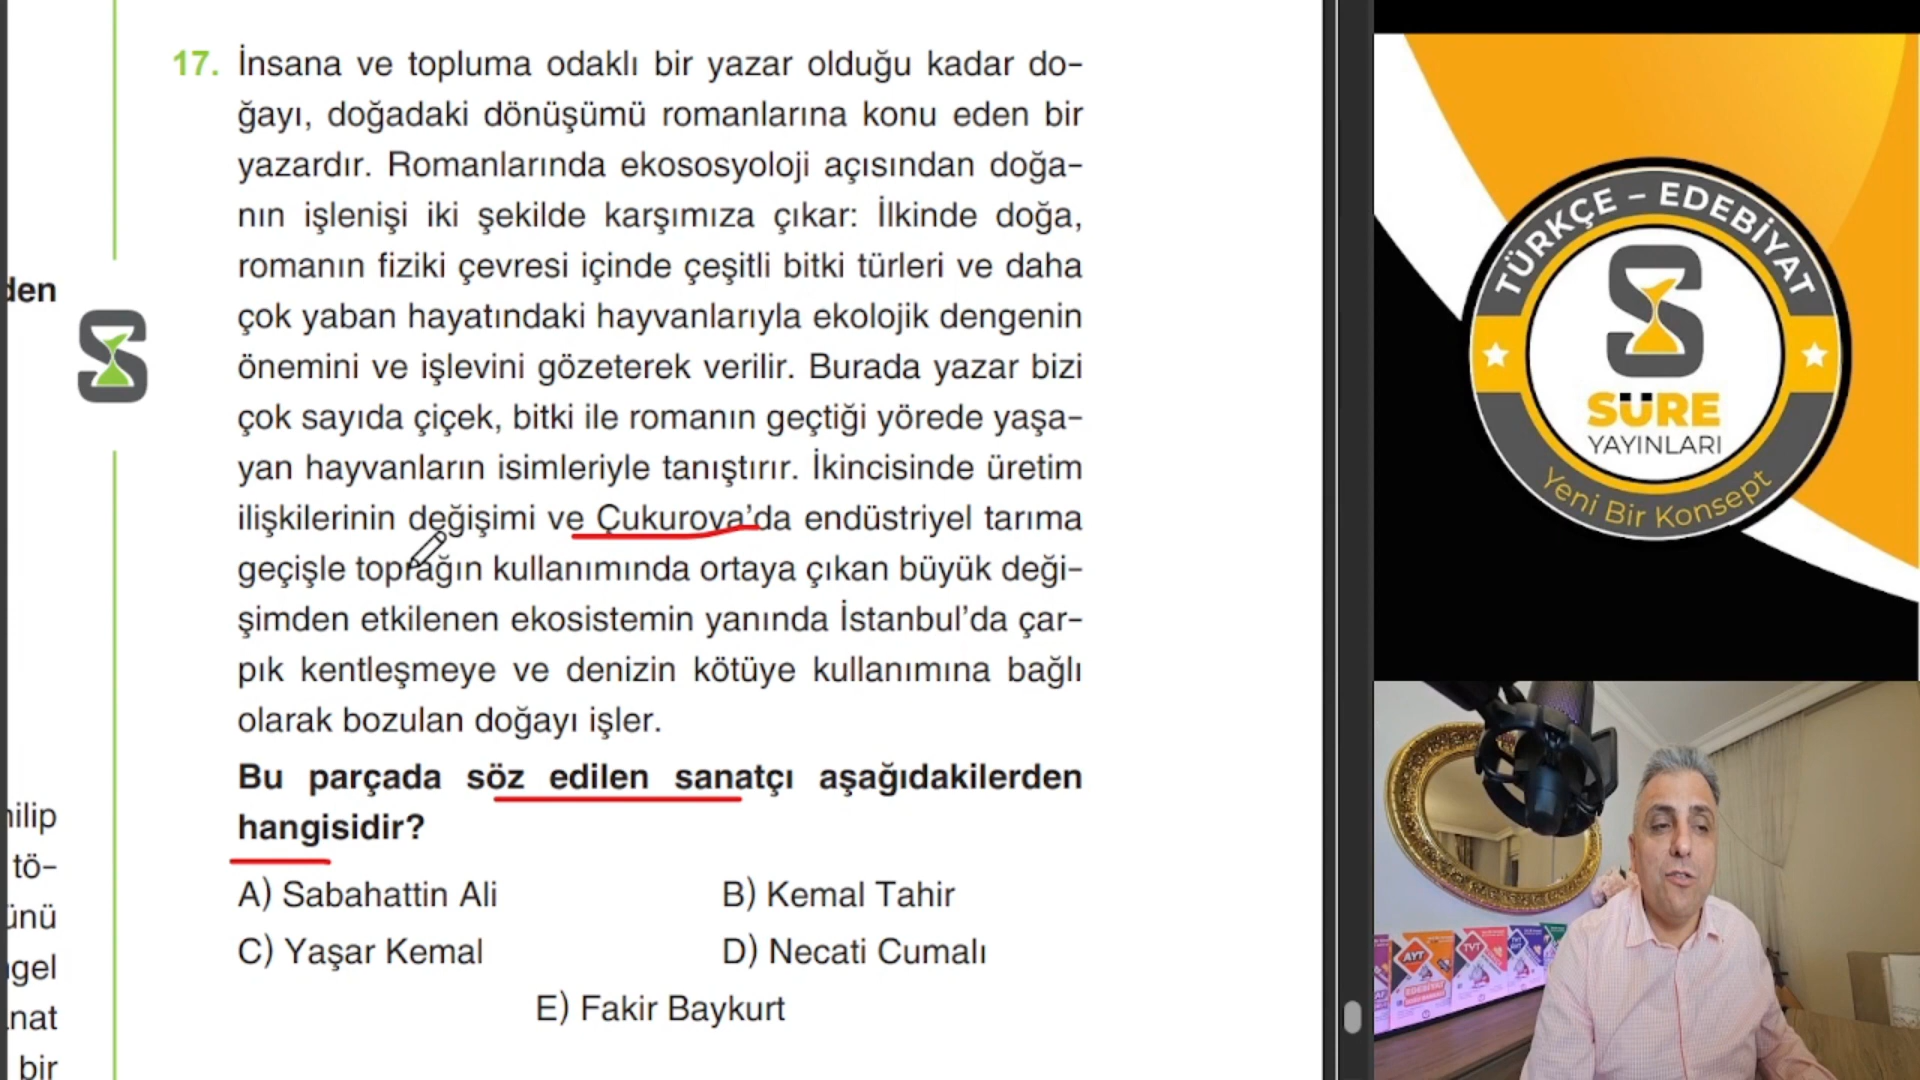 17. İnsana ve topluma odaklı bir yazar olduğu kadar do-
ğayı, doğadaki dönüşümü romanlarına konu eden bir
yazardır. Romanlarında ekososyoloji açısından doğa-
nın işlenişi iki şekilde karşımıza çıkar: İlkinde doğa,
romanın fiziki çevresi içinde çeşitli bitki türleri ve daha
çok yaban hayatındaki hayvanlarıyla ekolojik dengenin
önemini ve işlevini gözeterek verilir. Burada yazar bizi
çok sayıda çiçek, bitki ile romanın geçtiği yörede yaşa-
yan hayvanların isimleriyle tanıştırır. İkincisinde üretim
ilişkilerinin değişimi ve Çukurova'da endüstriyel tarıma
geçişle toprağın kullanımında ortaya çıkan büyük deği-
şimden etkilenen ekosistemin yanında İstanbul'da çar-
pık kentleşmeye ve denizin kötüye kullanımına bağlı
olarak bozulan doğayı işler.
Bu parçada söz edilen sanatçı aşağıdakilerden
hangisidir?
A) Sabahattin Ali
B) Kemal Tahir
C) Yaşar Kemal
D) Necati Cumalı
E) Fakir Baykurt
den
tö-
bir
TÜRKÇE – EDEBİYAT
SÜRE
YAYINLARI
Yeni Bir Konsept
AYT
TVT